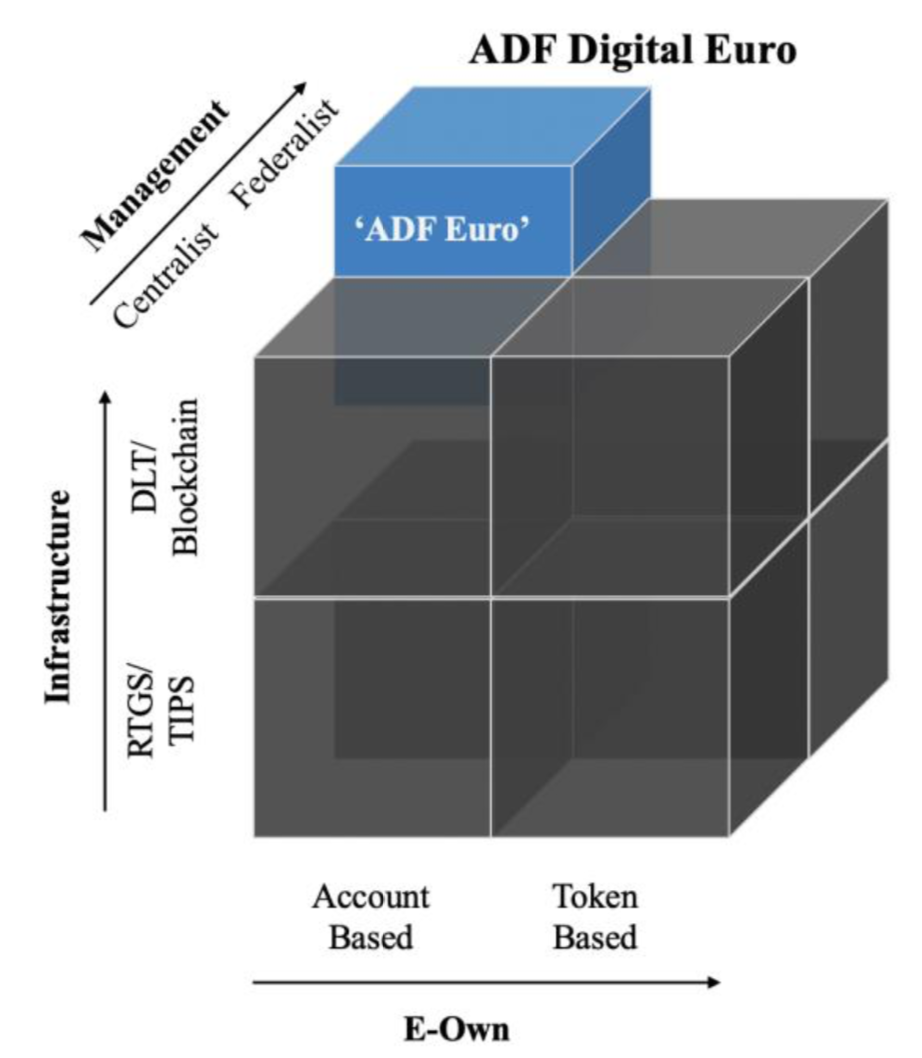 ADF Digital Euro
Management
Centralist Federalist
‘ADF Euro’
Infrastructure
DLT/
Blockchain
RTGS/
TIPS
Account
Based
Token
Based
E-Own